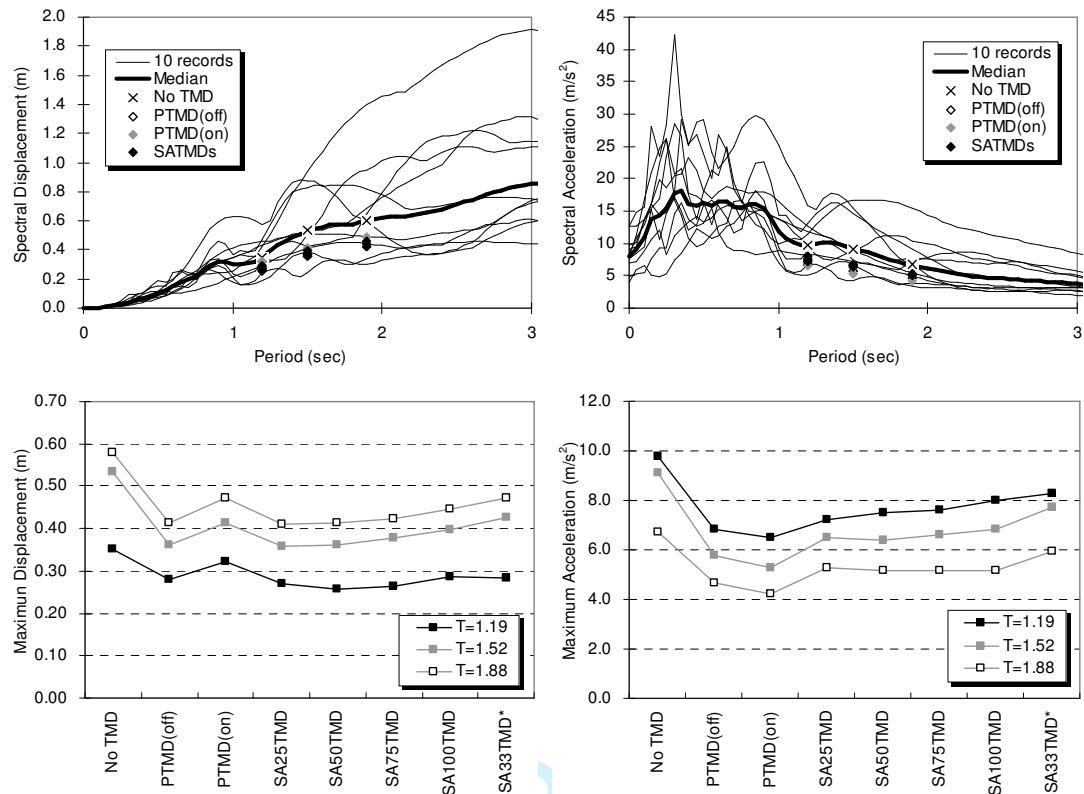 Spectral Displacement (m)
2.0
1.8
1.6
1.4
1.2
1.0
0.8
0.6
0.4
0.2
0.0
10 records
Median
No TMD
PTMD(off)
PTMD(on)
SATMDs
0
1
2
3
Period (sec)
Spectral Acceleration (m/s²)
45
40
35
30
25
20
15
10
5
0
10 records
Median
No TMD
PTMD(off)
PTMD(on)
SATMDs
0
1
2
3
Period (sec)
Maximun Displacement (m)
0.70
0.60
0.50
0.40
0.30
0.20
0.10
0.00
T=1.19
T=1.52
T=1.88
No TMD
PTMD(off)
PTMD(on)
SA25TMD
SA50TMD
SA75TMD
SA100TMD
SA33TMD*
Maximum Acceleration (m/s²)
12.0
10.0
8.0
6.0
4.0
2.0
0.0
T=1.19
T=1.52
T=1.88
No TMD
PTMD(off)
PTMD(on)
SA25TMD
SA50TMD
SA75TMD
SA100TMD
SA33TMD*